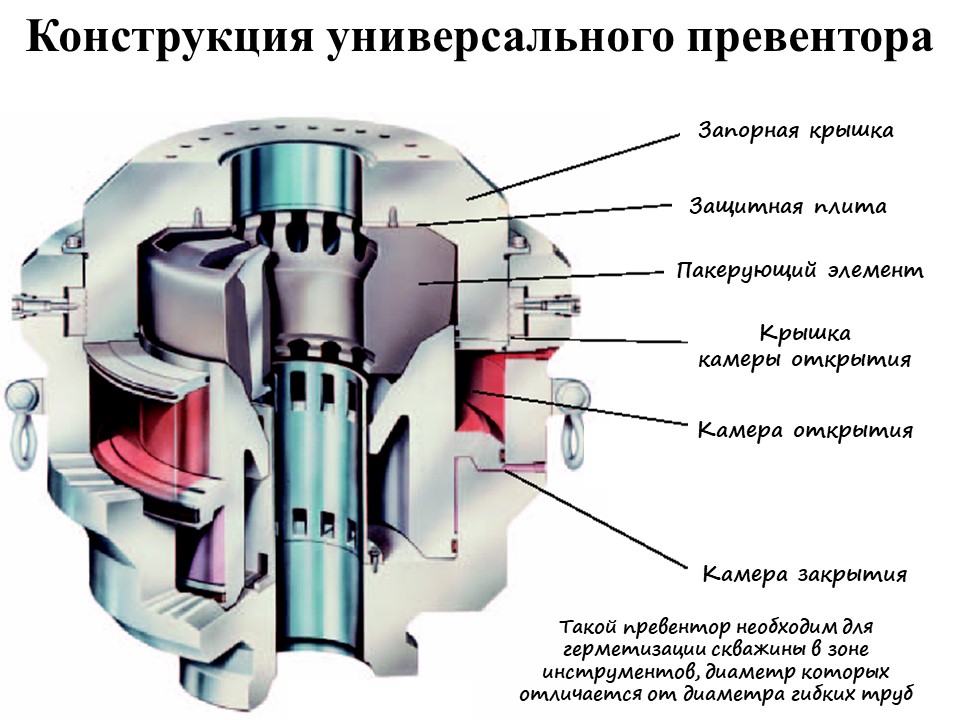 Конструкция универсального превентора
Запорная крышка
Защитная плита
Пакерующий элемент
Крышка
камеры открытия
Камера открытия
Камера закрытия
Такой превентор необходим для
герметизации скважины в зоне
инструментов, диаметр которых
отличается от диаметра гибких труб